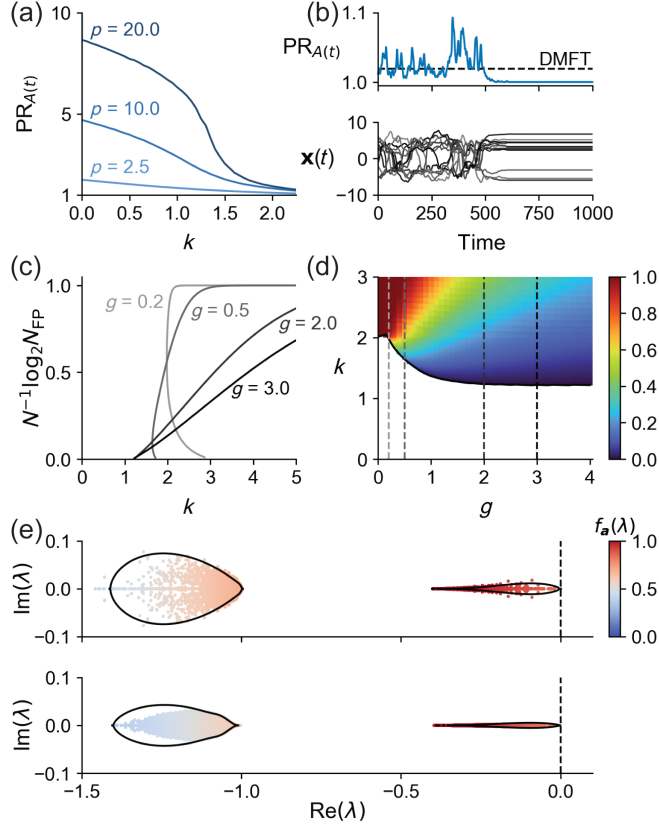 (a)
10
5
1
PR_A(t)
p = 20.0
p = 10.0
p = 2.5
0.0 0.5 1.0 1.5 2.0
k
(b)
1.1
PR_A(t)
DMFT
1.0
10
x(t) 0
−10
0 250 500 750 1000
Time
(c)
1.0
0.5
0.0
N⁻¹log₂N_FP
g = 0.2
g = 0.5
g = 2.0
g = 3.0
0 1 2 3 4 5
k
(d)
3
2
k
1
0
0 1 2 3 4
g
1.0
0.8
0.6
0.4
0.2
0.0
(e)
f_a(λ)
0.1
Im(λ) 0.0
−0.1
1.0
0.5
0.0
0.1
Im(λ) 0.0
−0.1
−1.5 −1.0 −0.5 0.0
Re(λ)